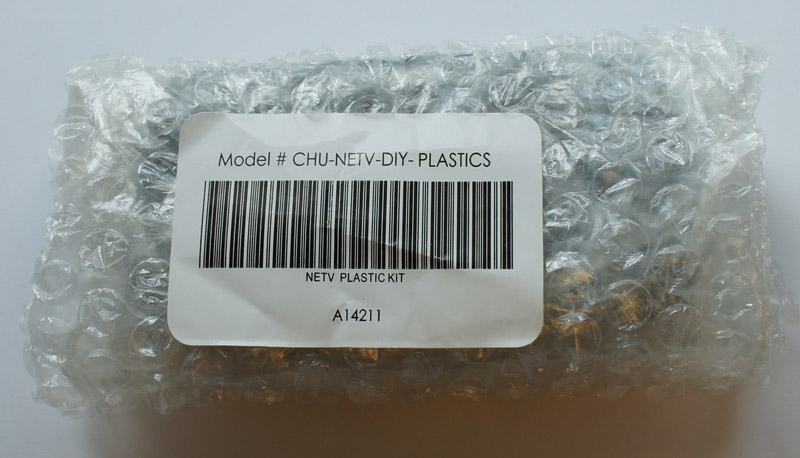 Model # CHU-NETV-DIY- PLASTICS
NETV PLASTIC KIT
A14211